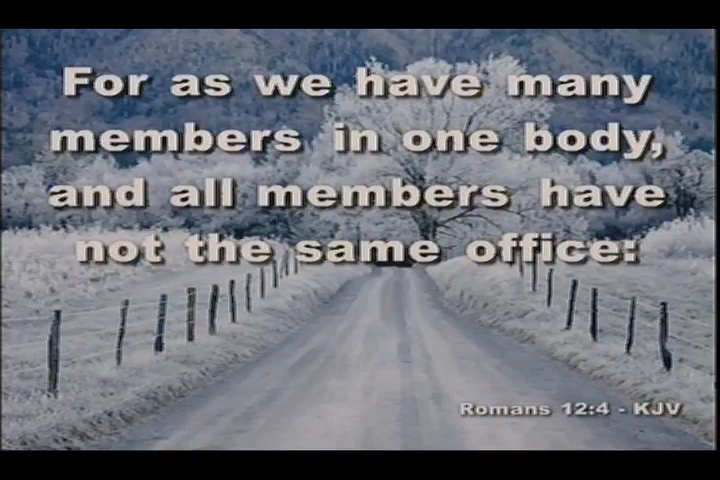 For as we have many
members in one body,
and all members have
not the same office:
Romans 12:4 - KJV